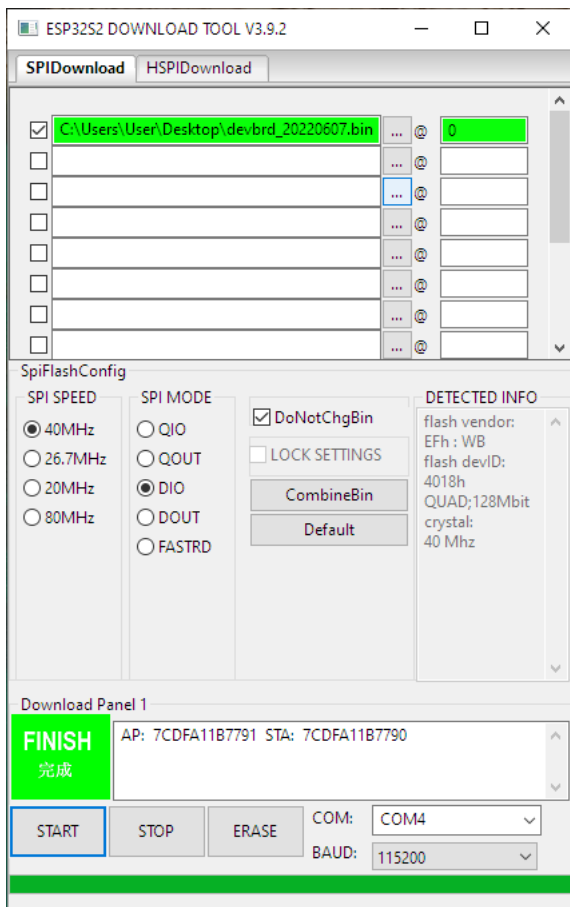 ESP32S2 DOWNLOAD TOOL V3.9.2
SPIDownload HSPIDownload
C:\Users\User\Desktop\devbrd_20220607.bin ... @ 0
... @
... @
... @
... @
... @
... @
... @
SpiFlashConfig
SPI SPEED SPI MODE DETECTED INFO
40MHz QIO DoNotChgBin flash vendor:
EFh : WB
26.7MHz QOUT LOCK SETTINGS flash devID:
4018h
20MHz DIO CombineBin QUAD;128Mbit
80MHz DOUT Default crystal:
40 Mhz
FASTRD
Download Panel 1
FINISH
完成
AP: 7CDFA11B7791 STA: 7CDFA11B7790
START STOP ERASE COM: COM4
BAUD: 115200